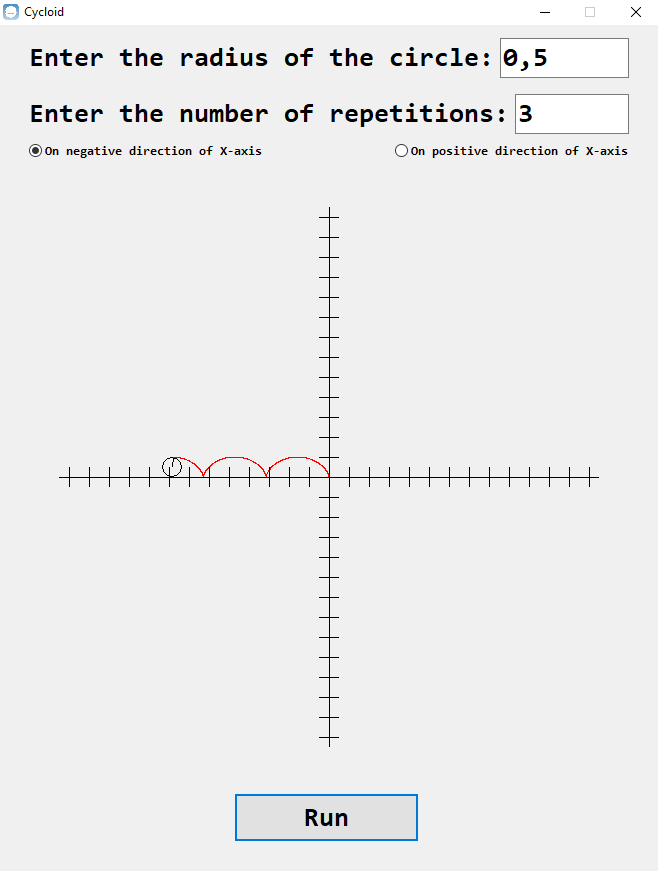 Cycloid
Enter the radius of the circle: 0,5
Enter the number of repetitions: 3
On negative direction of X-axis On positive direction of X-axis
Run